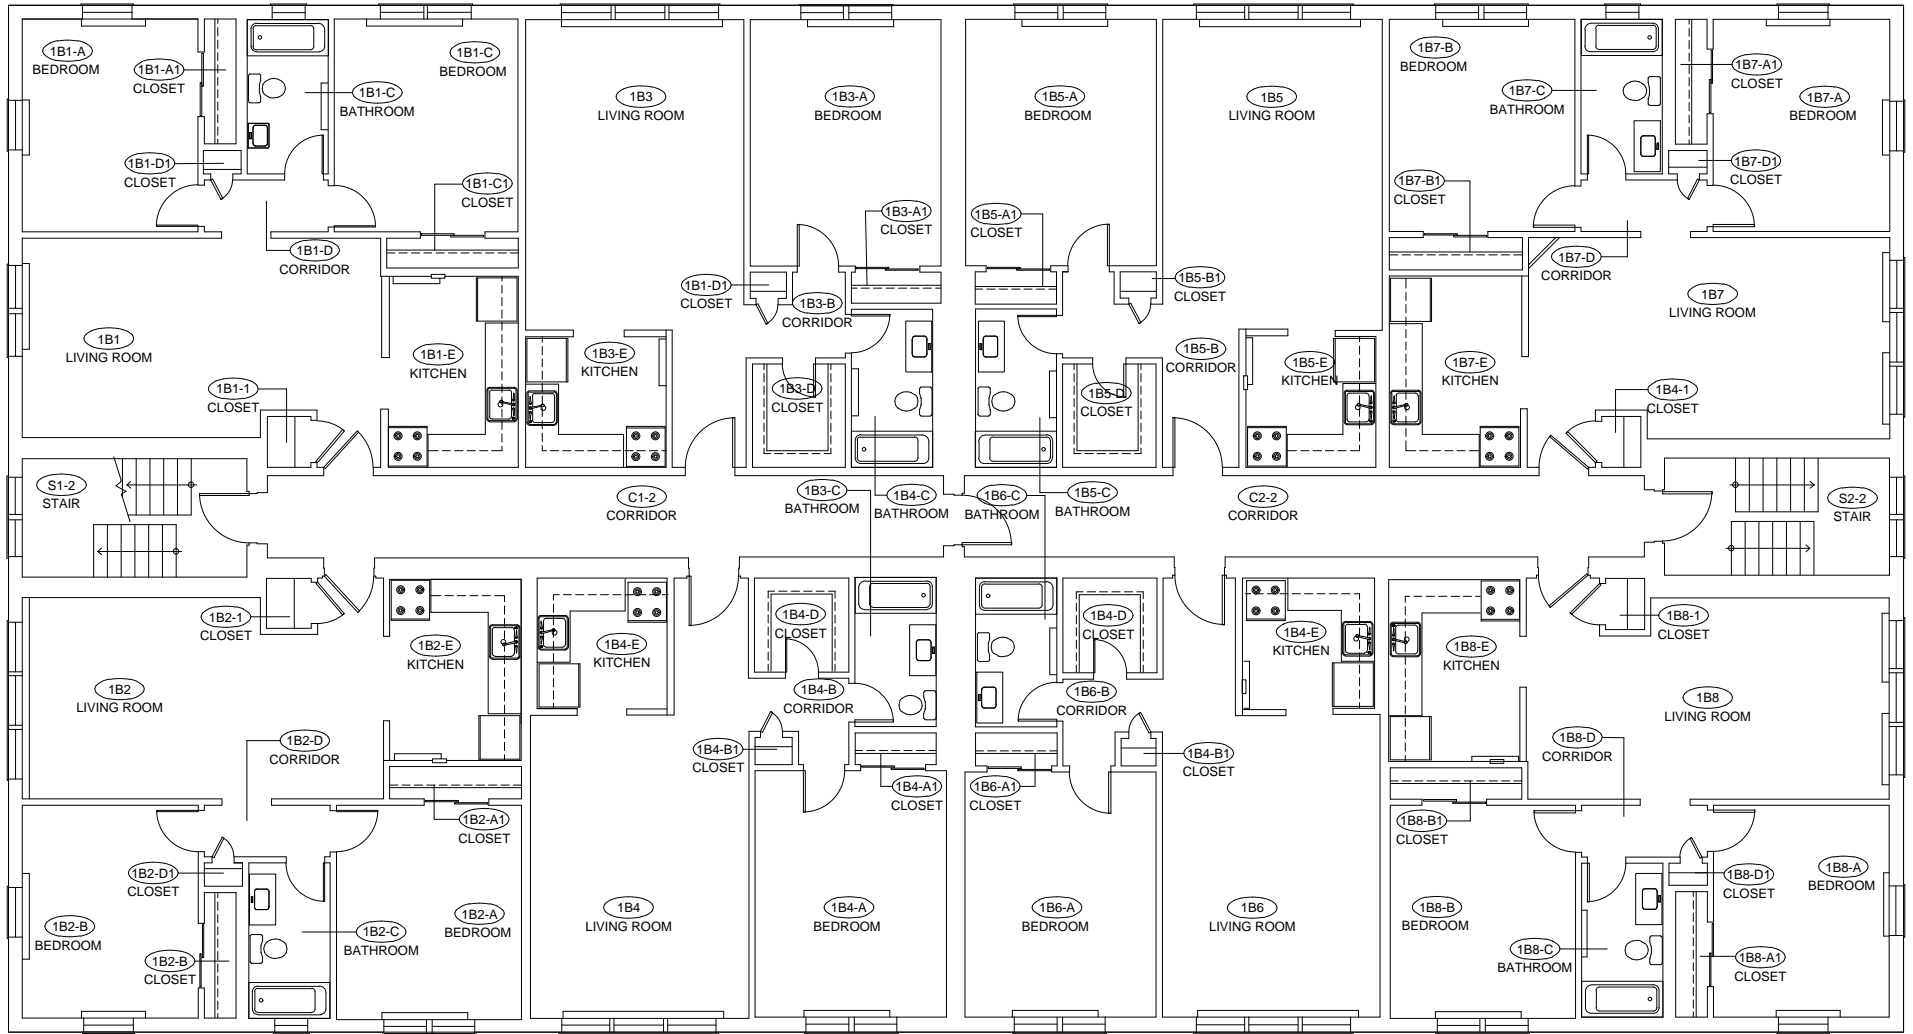 1B1-A
BEDROOM
1B1-A1
CLOSET
1B1-C
BATHROOM
1B1-C
BEDROOM
1B1-D1
CLOSET
1B1-C1
CLOSET
1B1-D
CORRIDOR
1B1
LIVING ROOM
1B1-E
KITCHEN
1B1-1
CLOSET
1B3
LIVING ROOM
1B3-A
BEDROOM
1B3-A1
CLOSET
1B1-D1
CLOSET
1B3-B
CORRIDOR
1B3-E
KITCHEN
1B3-D
CLOSET
1B5-A
BEDROOM
1B5
LIVING ROOM
1B5-A1
CLOSET
1B5-B1
CLOSET
1B5-B
CORRIDOR
1B5-E
KITCHEN
1B5-D
CLOSET
1B7-B
BEDROOM
1B7-C
BATHROOM
1B7-A1
CLOSET
1B7-A
BEDROOM
1B7-D1
CLOSET
1B7-B1
CLOSET
1B7-D
CORRIDOR
1B7
LIVING ROOM
1B7-E
KITCHEN
1B4-1
CLOSET
S1-2
STAIR
C1-2
CORRIDOR
1B3-C
BATHROOM
1B4-C
BATHROOM
1B6-C
BATHROOM
1B5-C
BATHROOM
C2-2
CORRIDOR
S2-2
STAIR
1B2-1
CLOSET
1B2-E
KITCHEN
1B2
LIVING ROOM
1B2-D
CORRIDOR
1B2-A1
CLOSET
1B2-D1
CLOSET
1B2-B
BEDROOM
1B2-B
CLOSET
1B2-C
BATHROOM
1B2-A
BEDROOM
1B4-E
KITCHEN
1B4-D
CLOSET
1B4-B
CORRIDOR
1B4-B1
CLOSET
1B4-A1
CLOSET
1B4
LIVING ROOM
1B4-A
BEDROOM
1B4-D
CLOSET
1B4-E
KITCHEN
1B6-B
CORRIDOR
1B4-B1
CLOSET
1B6-A1
CLOSET
1B6-A
BEDROOM
1B6
LIVING ROOM
1B8-1
CLOSET
1B8-E
KITCHEN
1B8
LIVING ROOM
1B8-D
CORRIDOR
1B8-B1
CLOSET
1B8-D1
CLOSET
1B8-A
BEDROOM
1B8-B
BEDROOM
1B8-C
BATHROOM
1B8-A1
CLOSET